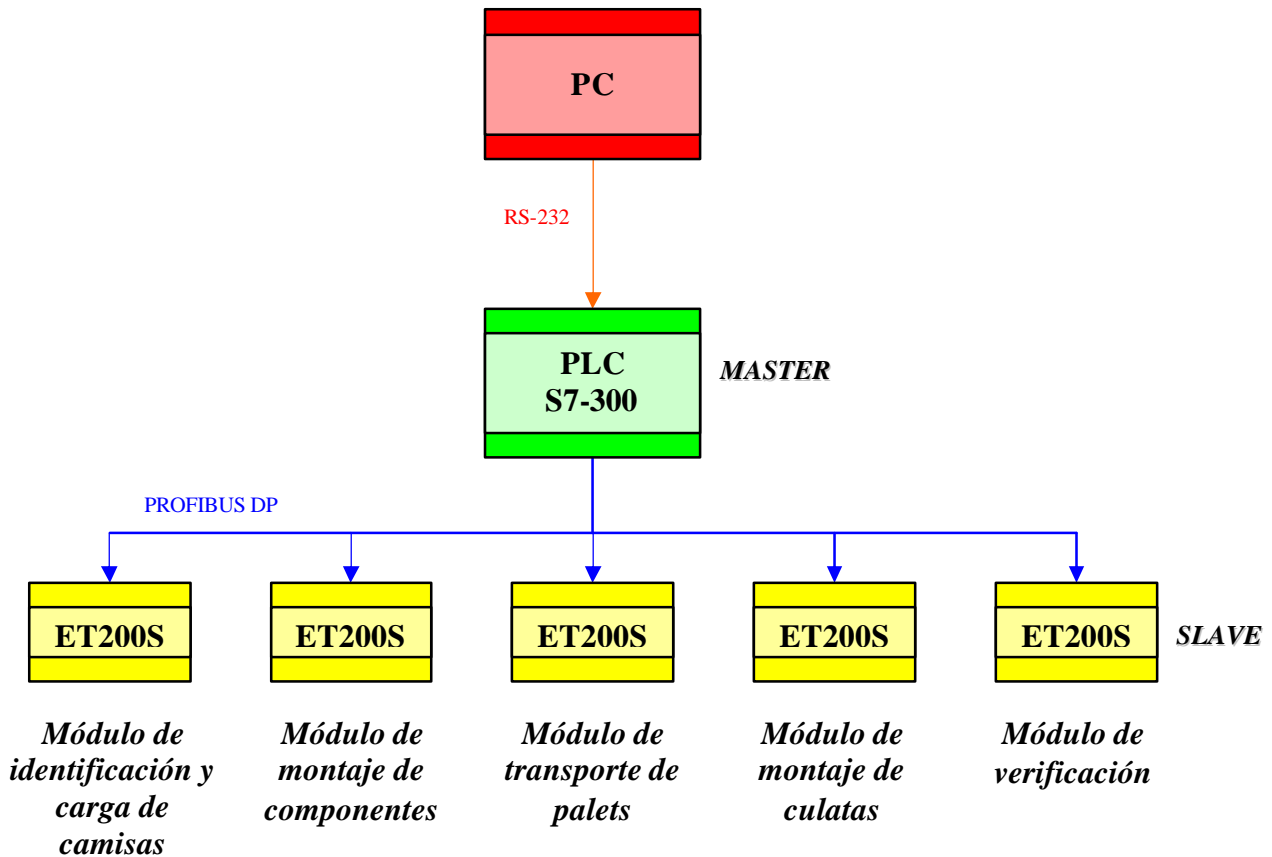 PC
RS-232
PLC
S7-300
MASTER
PROFIBUS DP
ET200S
ET200S
ET200S
ET200S
ET200S
SLAVE
Módulo de
identificación y
carga de
camisas
Módulo de
montaje de
componentes
Módulo de
transporte de
palets
Módulo de
montaje de
culatas
Módulo de
verificación